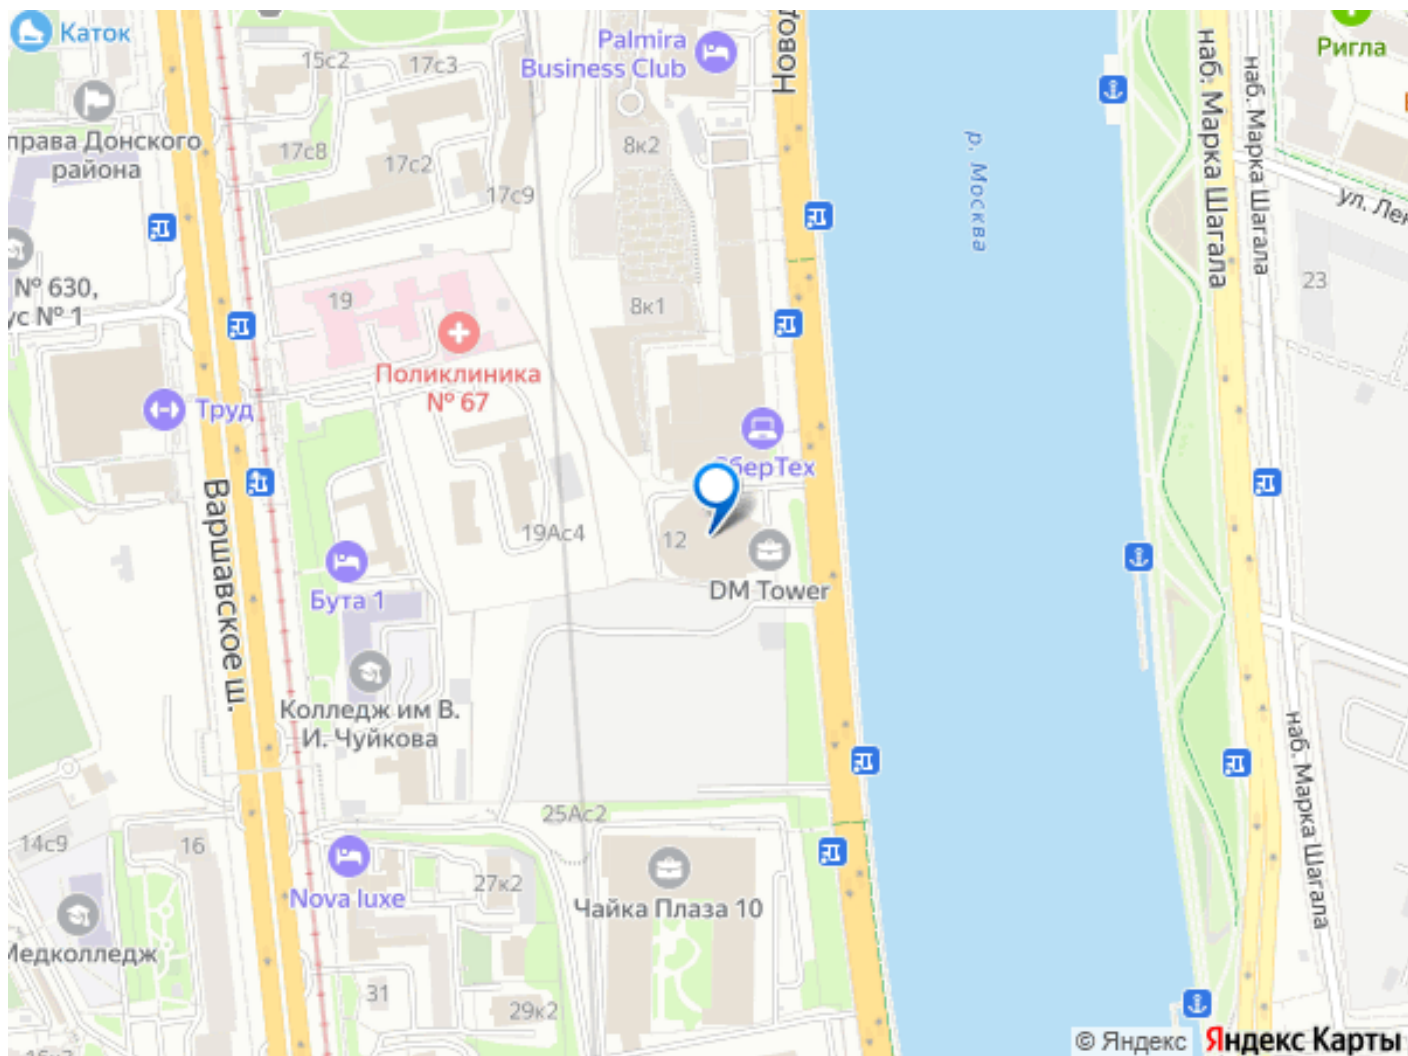 Каток
15с2
17с3
Palmira
Business Club
Ригла
наб. Марка Шагала
наб. Марка Шагала
права Донского
района
17с8
17с2
17с9
8к2
р. Москва
ул. Лен
№ 630,
ус № 1
19
8к1
23
Поликлиника
№ 67
Труд
Варшавское ш.
СберТех
19Ас4
12
DM Tower
Бута 1
Колледж им В.
И. Чуйкова
наб. Марка Шагала
25Ас2
14с9
16
Nova luxe
27к2
Чайка Плаза 10
Медколледж
31
29к2
© Яндекс Яндекс Карты